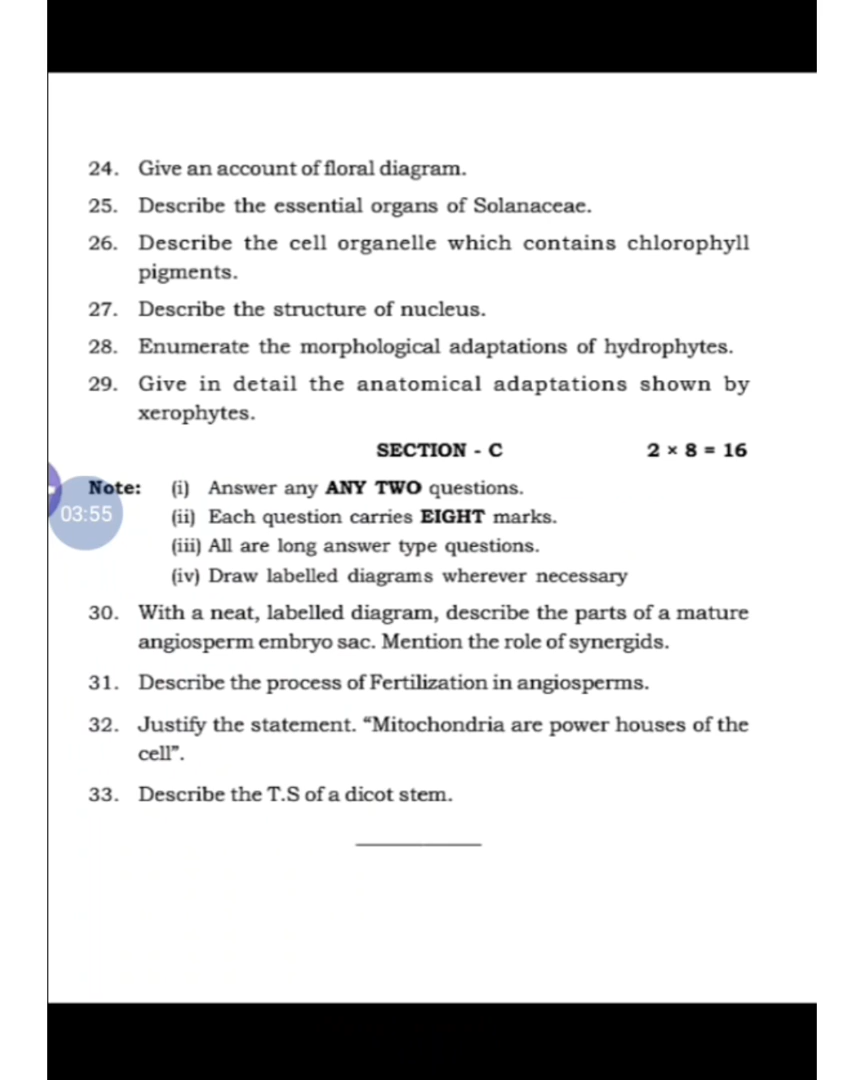 24. Give an account of floral diagram.
25. Describe the essential organs of Solanaceae.
26. Describe the cell organelle which contains chlorophyll
pigments.
27. Describe the structure of nucleus.
28. Enumerate the morphological adaptations of hydrophytes.
29. Give in detail the anatomical adaptations shown by
xerophytes.
SECTION - C 2 × 8 = 16
Note: (i) Answer any ANY TWO questions.
03:55
(ii) Each question carries EIGHT marks.
(iii) All are long answer type questions.
(iv) Draw labelled diagrams wherever necessary
30. With a neat, labelled diagram, describe the parts of a mature
angiosperm embryo sac. Mention the role of synergids.
31. Describe the process of Fertilization in angiosperms.
32. Justify the statement. “Mitochondria are power houses of the
cell”.
33. Describe the T.S of a dicot stem.